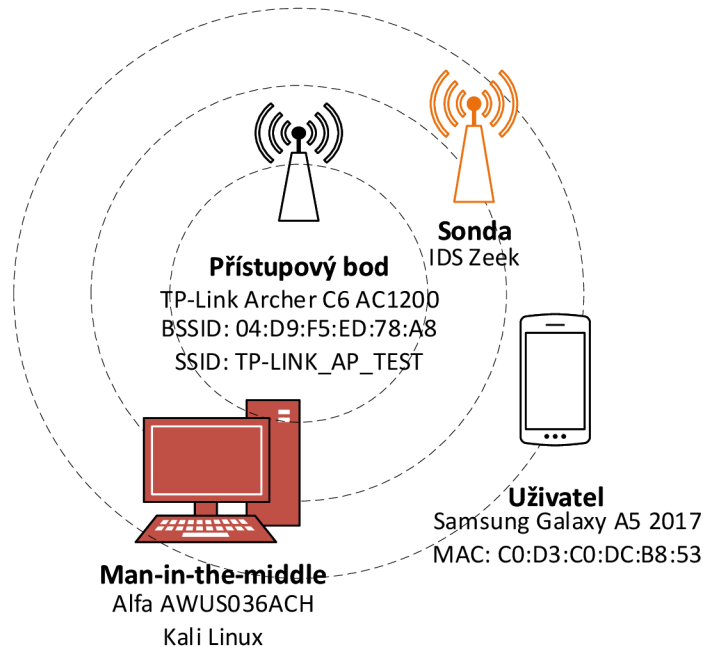 Sonda
IDS Zeek
Přístupový bod
TP-Link Archer C6 AC1200
BSSID: 04:D9:F5:ED:78:A8
SSID: TP-LINK_AP_TEST
Uživatel
Samsung Galaxy A5 2017
MAC: C0:D3:C0:DC:B8:53
Man-in-the-middle
Alfa AWUS036ACH
Kali Linux